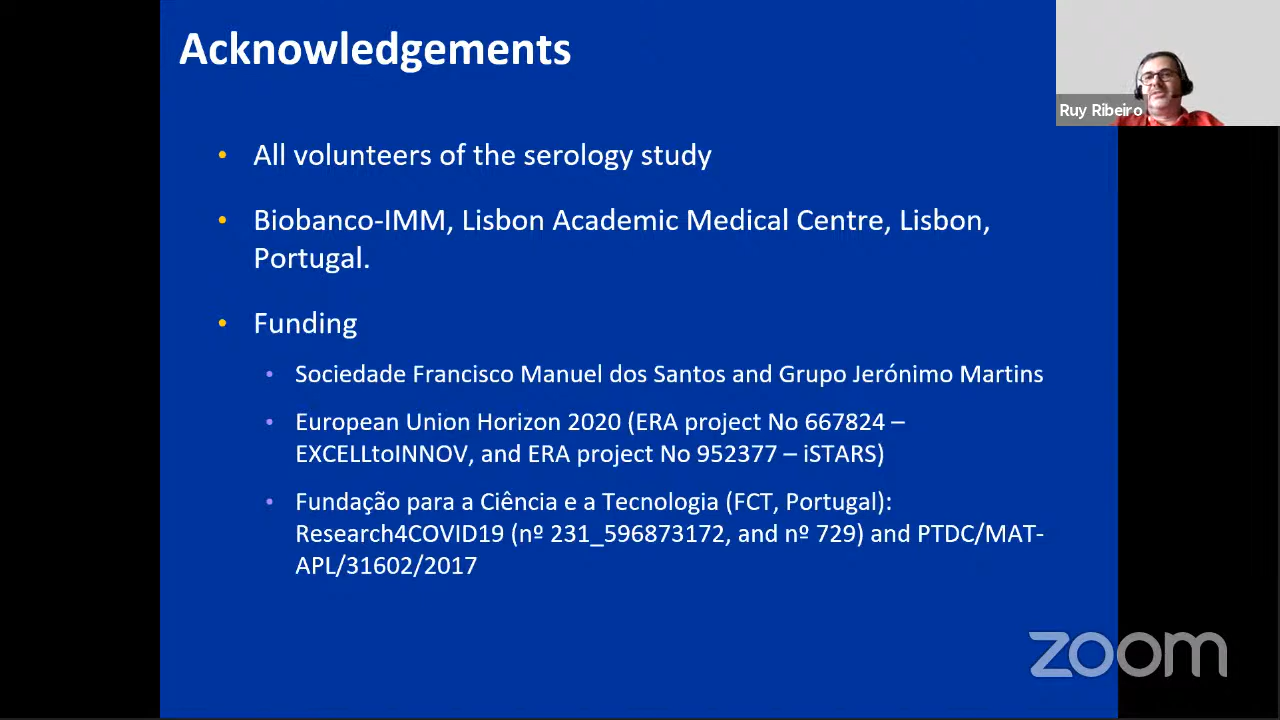 Acknowledgements
Ruy Ribeiro
• All volunteers of the serology study
• Biobanco-IMM, Lisbon Academic Medical Centre, Lisbon,
Portugal.
• Funding
• Sociedade Francisco Manuel dos Santos and Grupo Jerónimo Martins
• European Union Horizon 2020 (ERA project No 667824 –
EXCELLtoINNOV, and ERA project No 952377 – iSTARS)
• Fundação para a Ciência e a Tecnologia (FCT, Portugal):
Research4COVID19 (nº 231_596873172, and nº 729) and PTDC/MAT-
APL/31602/2017
zoom